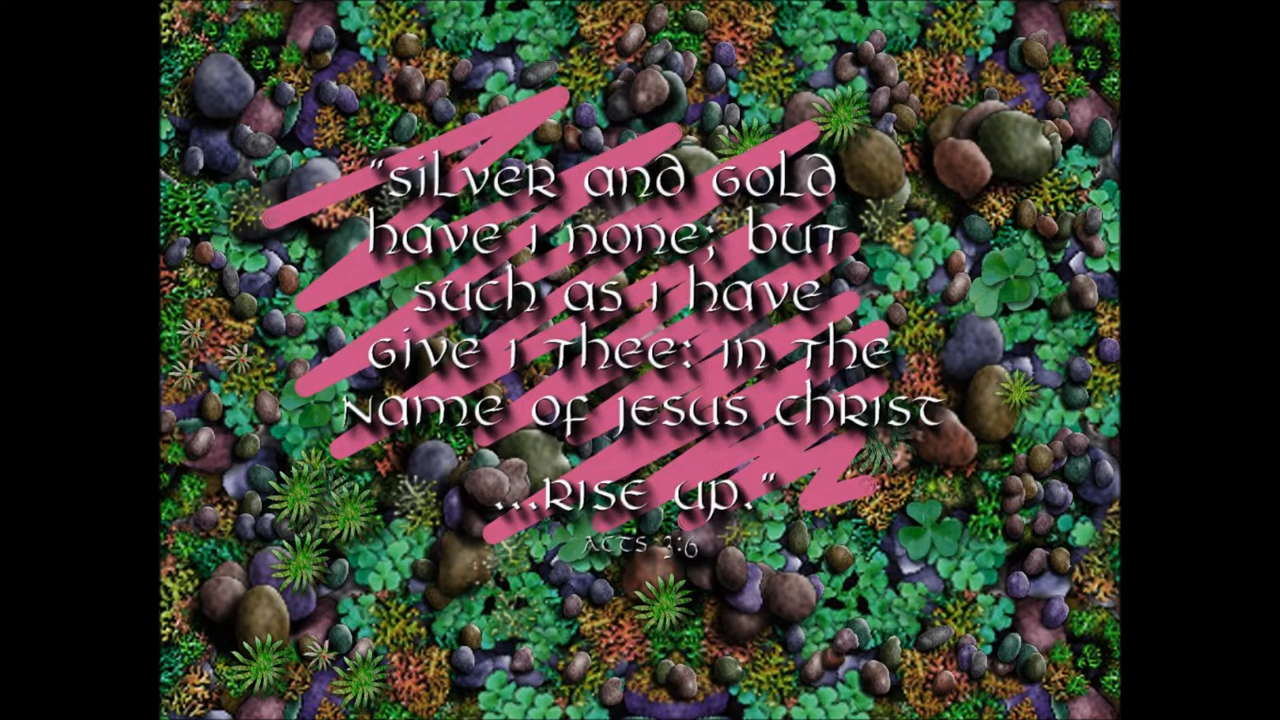 "Silver and Gold
have I none; but
such as I have
Give I Thee: In The
Name of Jesus Christ
...Rise up."
Acts 3:6